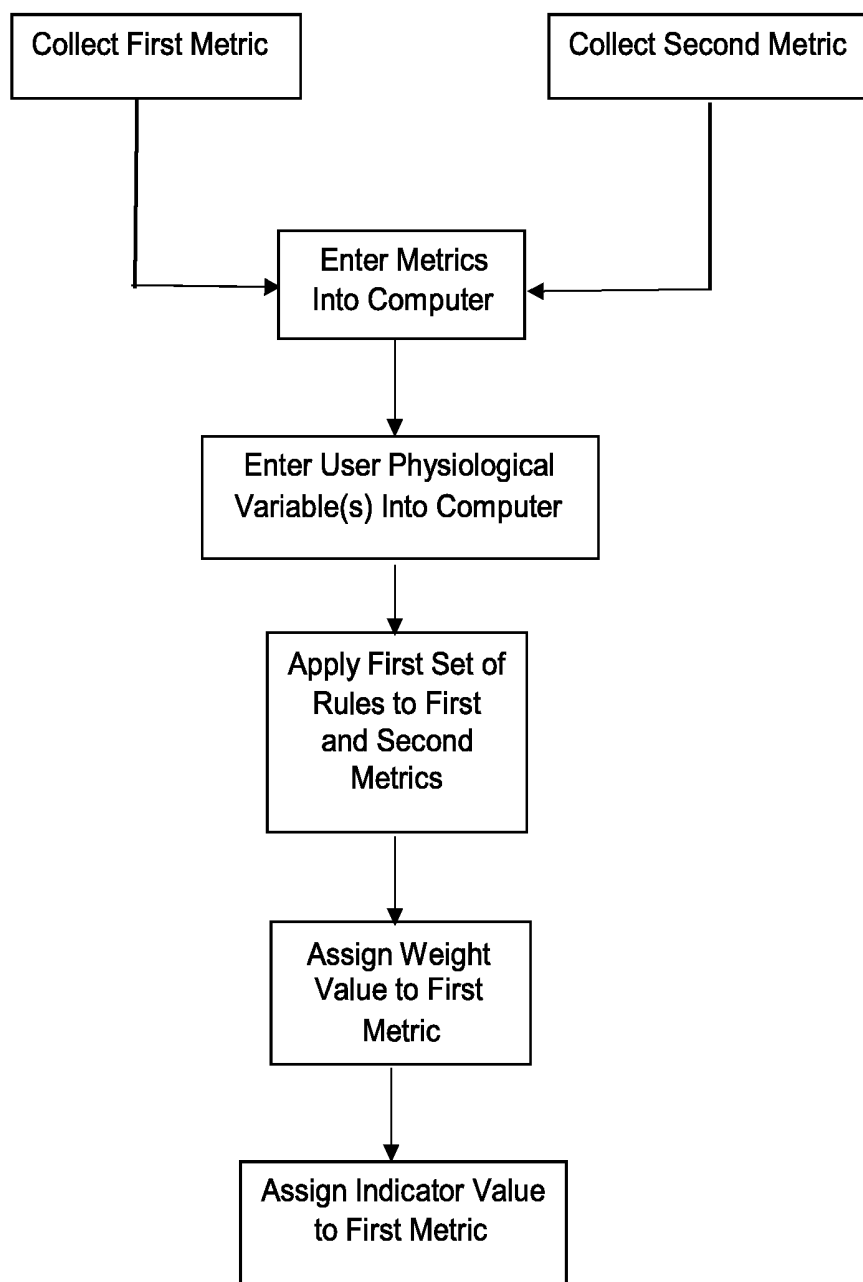 Collect First Metric
Collect Second Metric
Enter Metrics
Into Computer
Enter User Physiological
Variable(s) Into Computer
Apply First Set of
Rules to First
and Second
Metrics
Assign Weight
Value to First
Metric
Assign Indicator Value
to First Metric